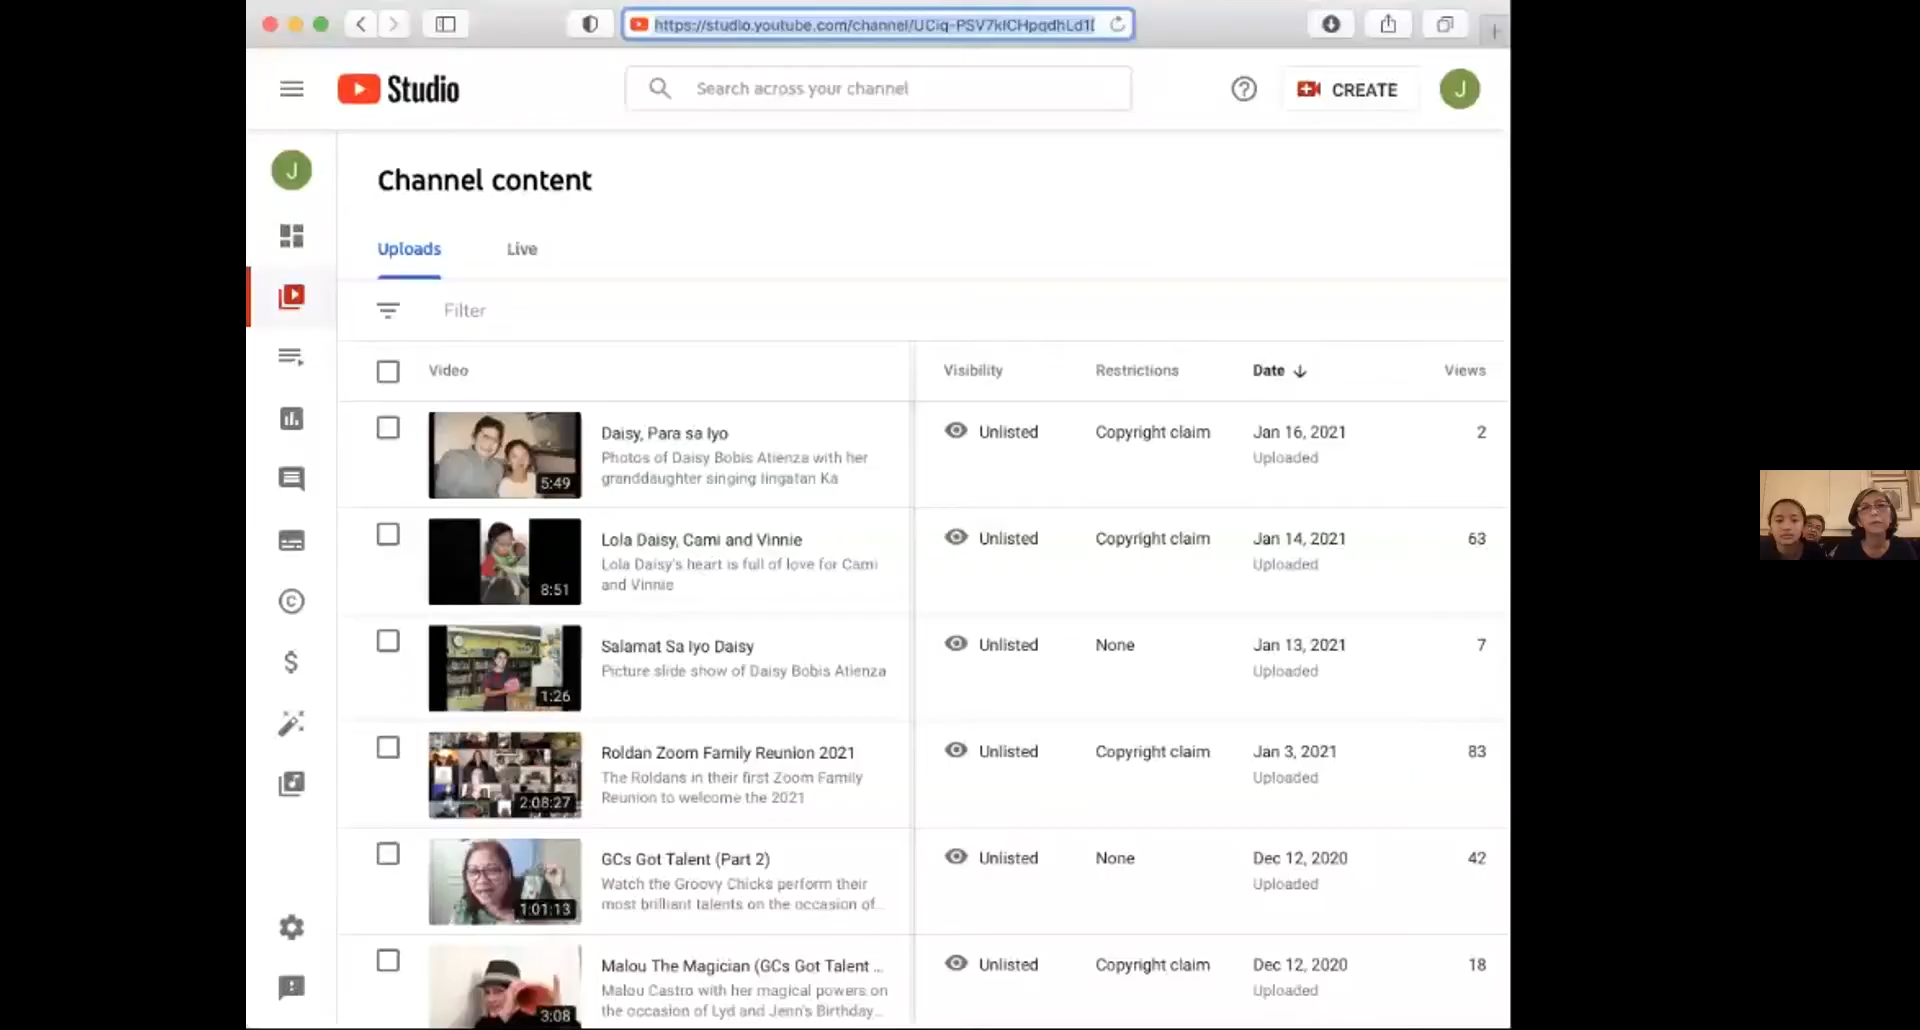 https://studio.youtube.com/channel/
Studio
Search across your channel
CREATE
J
J
Channel content
Uploads
Live
Filter
Video
Visibility
Restrictions
Date
Views
Daisy, Para sa Iyo
Photos of Daisy Bobis Atienza with her
granddaughter singing Iingatan Ka
5:49
Unlisted
Copyright claim
Jan 16, 2021
Uploaded
2
Lola Daisy, Cami and Vinnie
Lola Daisy's heart is full of love for Cami
and Vinnie
8:51
Unlisted
Copyright claim
Jan 14, 2021
Uploaded
63
Salamat Sa Iyo Daisy
Picture slide show of Daisy Bobis Atienza
1:26
Unlisted
None
Jan 13, 2021
Uploaded
7
Roldan Zoom Family Reunion 2021
The Roldans in their first Zoom Family
Reunion to welcome the 2021
2:08:27
Unlisted
Copyright claim
Jan 3, 2021
Uploaded
83
GCs Got Talent (Part 2)
Watch the Groovy Chicks perform their
most brilliant talents on the occasion of...
1:01:13
Unlisted
None
Dec 12, 2020
Uploaded
42
Malou The Magician (GCs Got Talent ...
Malou Castro with her magical powers on
the occasion of Lyd and Jenn's Birthday...
3:08
Unlisted
Copyright claim
Dec 12, 2020
Uploaded
18